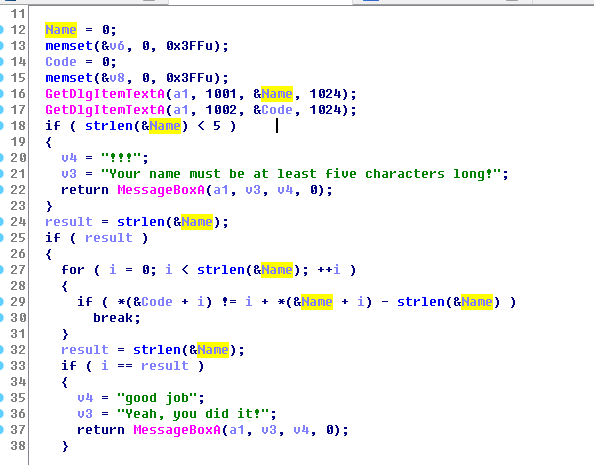 11
12 Name = 0;
13 memset(&v6, 0, 0x3FFu);
14 Code = 0;
15 memset(&v8, 0, 0x3FFu);
16 GetDlgItemTextA(a1, 1001, &Name, 1024);
17 GetDlgItemTextA(a1, 1002, &Code, 1024);
18 if ( strlen(&Name) < 5 )
19 {
20 v4 = "!!!";
21 v3 = "Your name must be at least five characters long!";
22 return MessageBoxA(a1, v3, v4, 0);
23 }
24 result = strlen(&Name);
25 if ( result )
26 {
27 for ( i = 0; i < strlen(&Name); ++i )
28 {
29 if ( *(&Code + i) != i + *(&Name + i) - strlen(&Name) )
30 break;
31 }
32 result = strlen(&Name);
33 if ( i == result )
34 {
35 v4 = "good job";
36 v3 = "Yeah, you did it!";
37 return MessageBoxA(a1, v3, v4, 0);
38 }